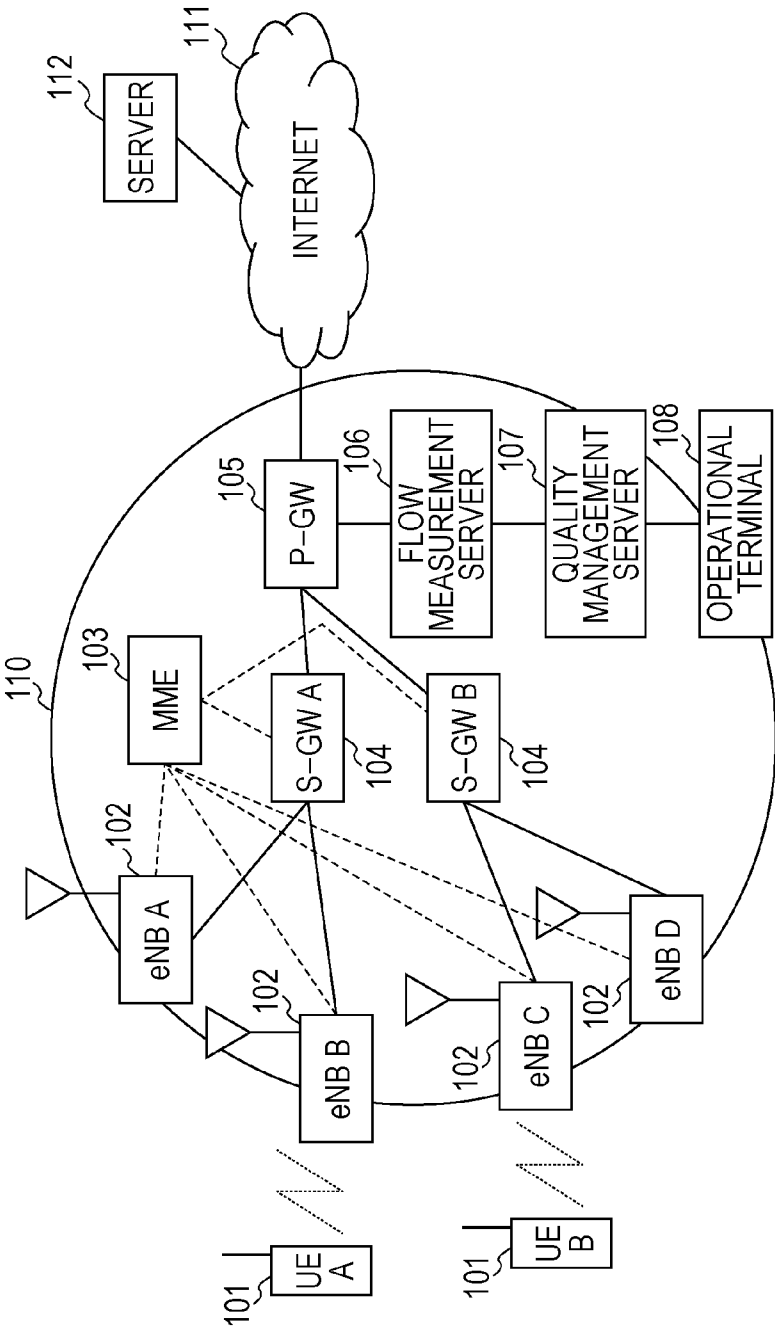 112
SERVER
111
INTERNET
110
103
MME
105
P-GW
106
FLOW
MEASUREMENT
SERVER
107
QUALITY
MANAGEMENT
SERVER
108
OPERATIONAL
TERMINAL
S-GW A
104
S-GW B
104
102
eNB A
102
eNB B
102
eNB C
102
eNB D
101
UE
A
101
UE
B